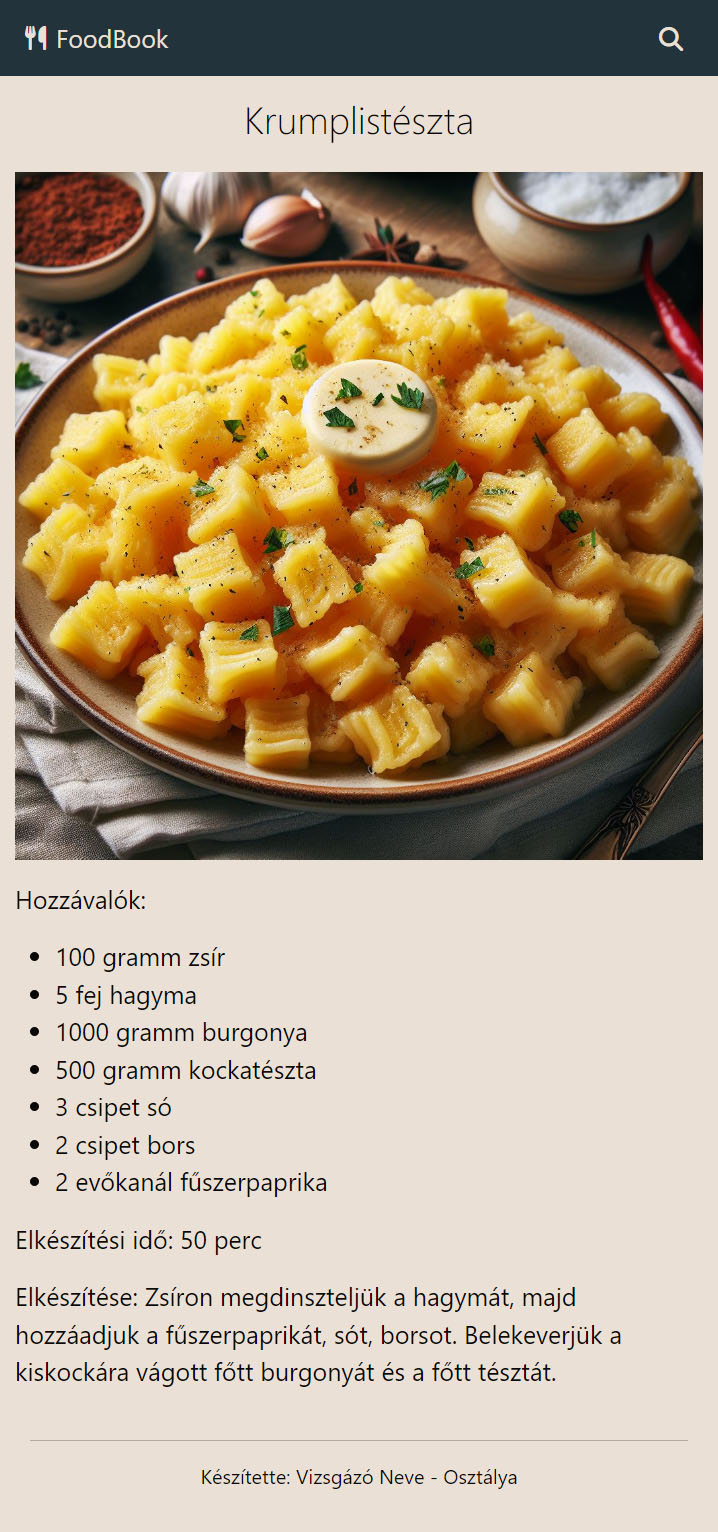 FoodBook
Krumplistészta
Hozzávalók:
100 gramm zsír
5 fej hagyma
1000 gramm burgonya
500 gramm kockatészta
3 csipet só
2 csipet bors
2 evőkanál fűszerpaprika
Elkészítési idő: 50 perc
Elkészítése: Zsíron megdinszteljük a hagymát, majd
hozzáadjuk a fűszerpaprikát, sót, borsot. Belekeverjük a
kiskockára vágott főtt burgonyát és a főtt tésztát.
Készítette: Vizsgázó Neve - Osztálya